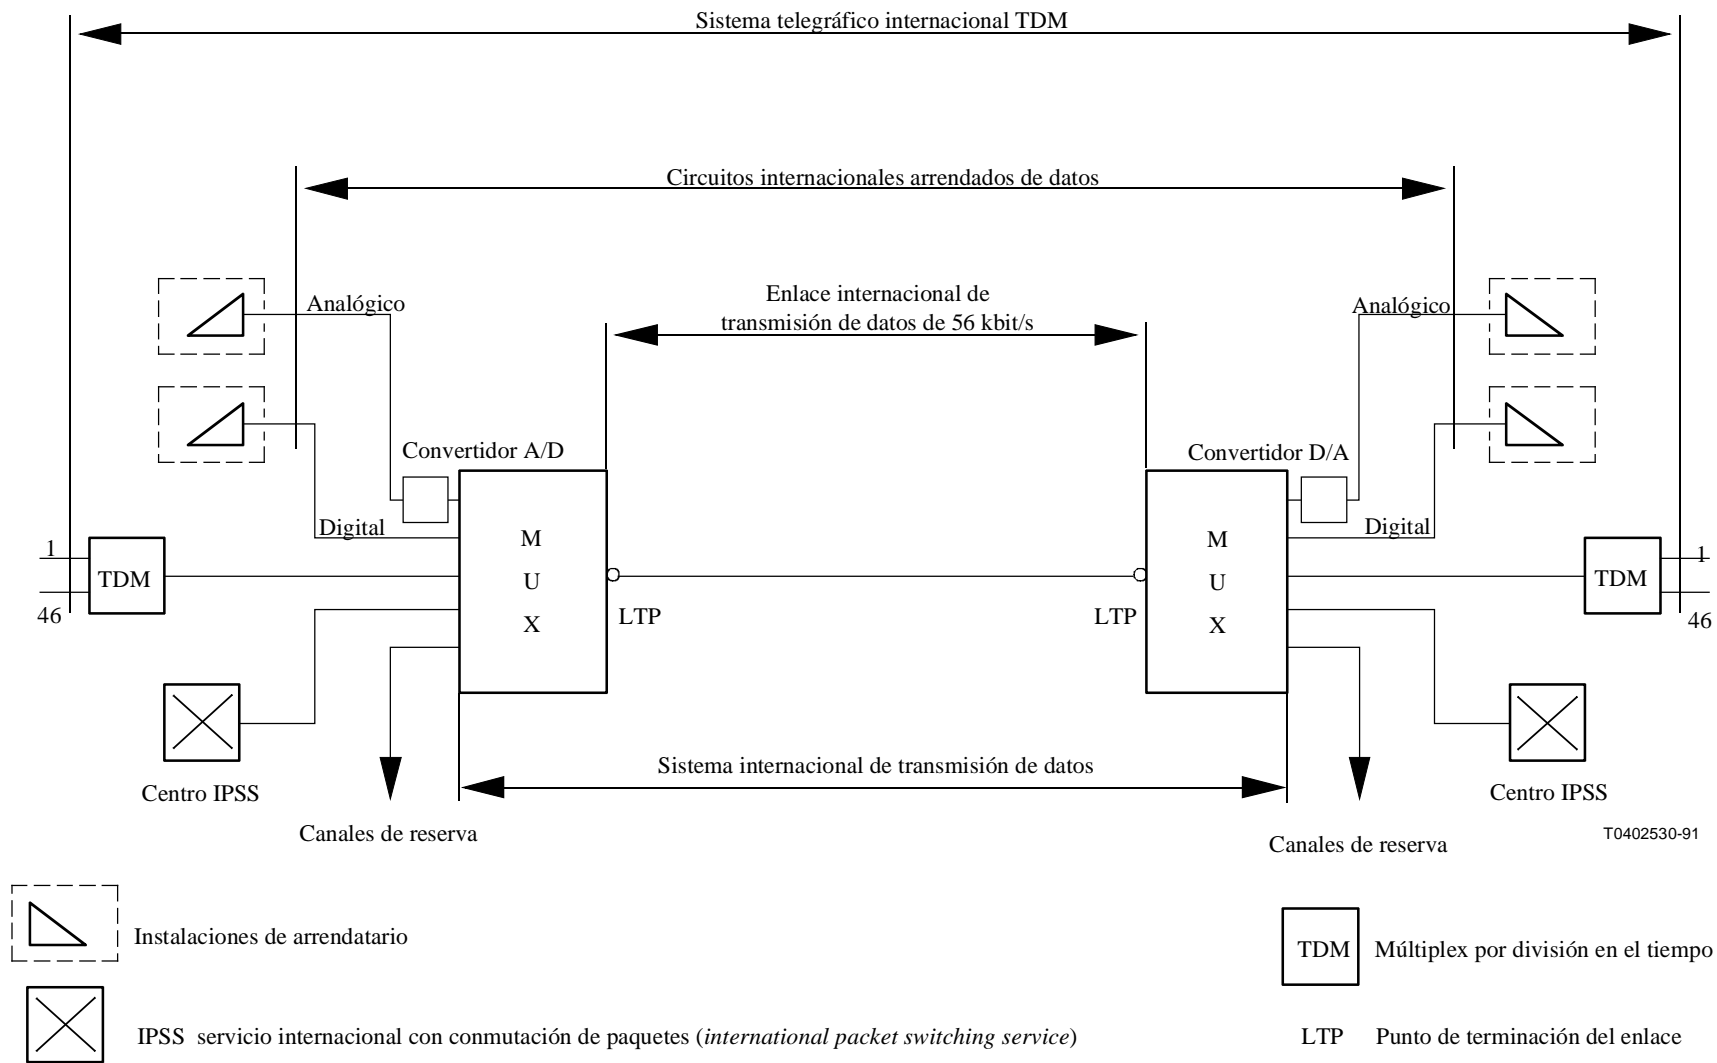 Sistema telegráfico internacional TDM
Circuitos internacionales arrendados de datos
Analógico
Enlace internacional de
transmisión de datos de 56 kbit/s
Analógico
Convertidor A/D
Convertidor D/A
Digital
Digital
1
46
TDM
M
U
X
LTP
LTP
M
U
X
TDM
1
46
Centro IPSS
Sistema internacional de transmisión de datos
Centro IPSS
Canales de reserva
Canales de reserva
T0402530-91
Instalaciones de arrendatario
TDM Múltiplex por división en el tiempo
IPSS servicio internacional con conmutación de paquetes (international packet switching service)
LTP Punto de terminación del enlace